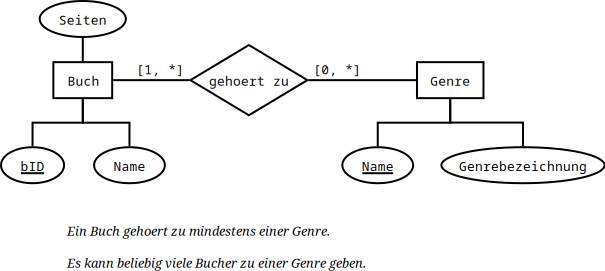 Seiten
Buch
[1, *]
gehoert zu
[0, *]
Genre
bID
Name
Name
Genrebezeichnung
Ein Buch gehoert zu mindestens einer Genre.
Es kann beliebig viele Bucher zu einer Genre geben.